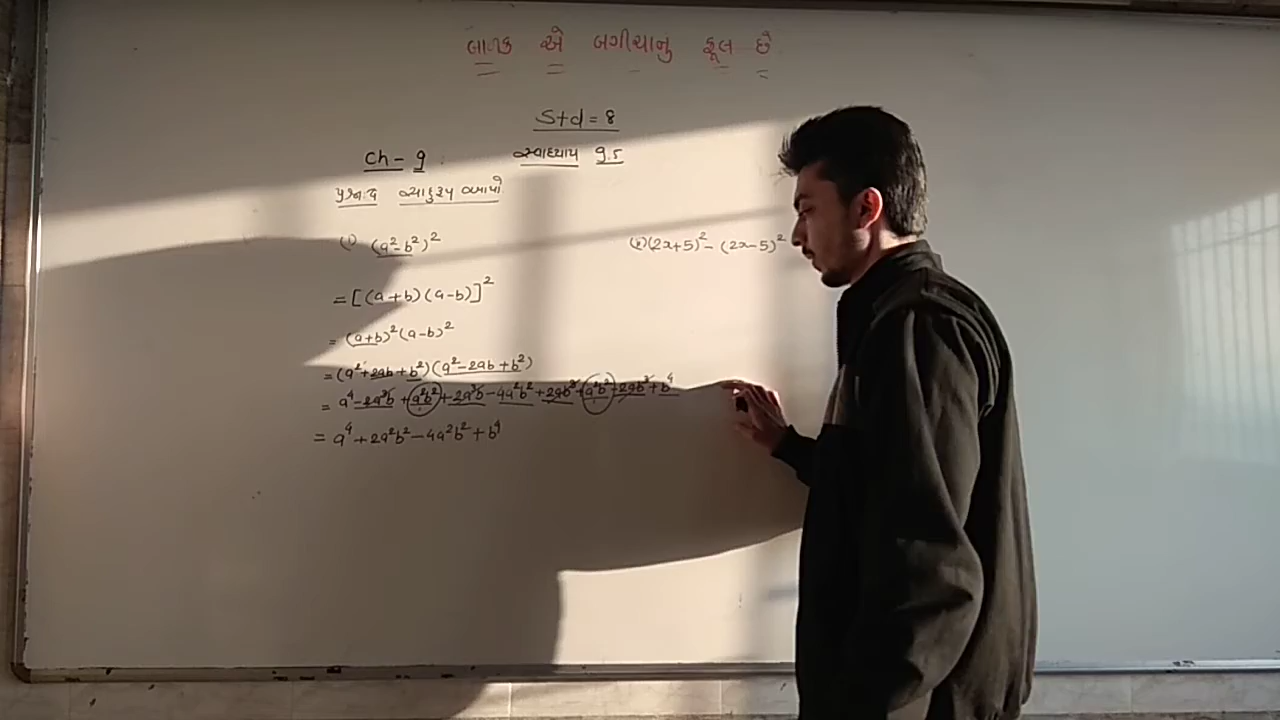 બાળક એ બગીચાનું ફૂલ છે
Std = 8
Ch - 9 સ્વાધ્યાય 9.5
પ્રશ્ન:૬ સાદુરૂપ આપો
(i) (a²-b²)²
= [(a+b)(a-b)]²
= (a+b)²(a-b)²
= (a²+2ab+b²)(a²-2ab+b²)
= a⁴-2a³b+a²b²+2a³b-4a²b²+2ab³+a²b²-2ab³+b⁴
= a⁴+2a²b²-4a²b²+b⁴
(2x+5)²-(2x-5)²